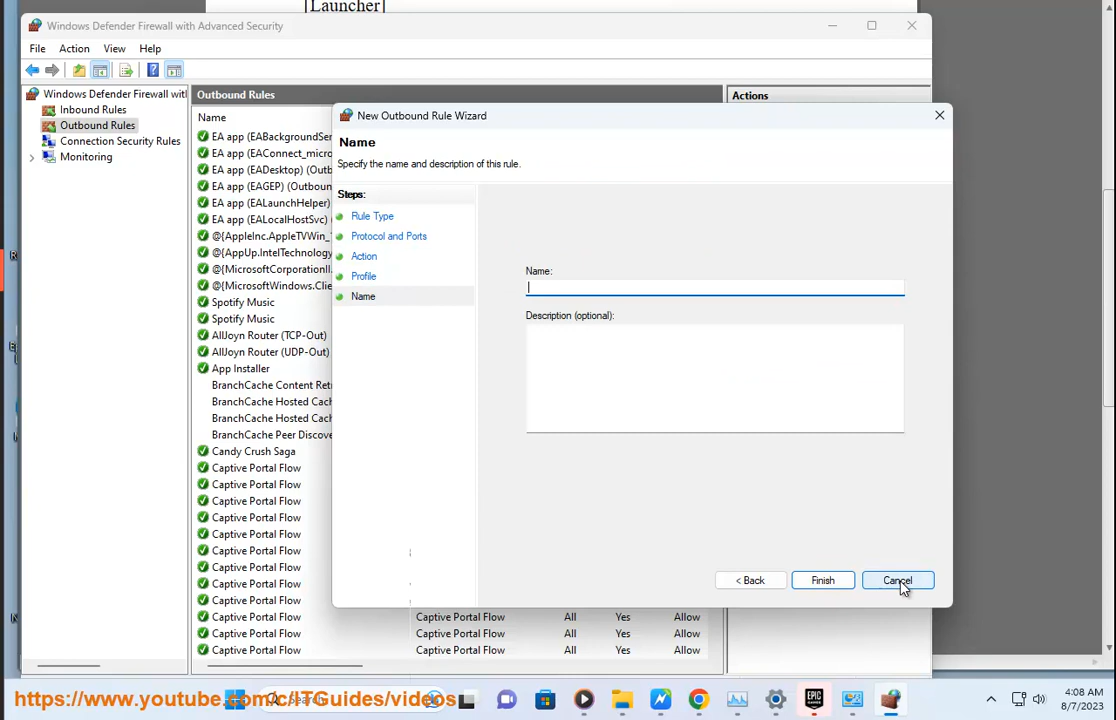 [Launcher]
Windows Defender Firewall with Advanced Security
File Action View Help
Windows Defender Firewall with
Inbound Rules
Outbound Rules
Connection Security Rules
Monitoring
Outbound Rules
Name
EA app (EABackgroundSer
EA app (EAConnect_micro
EA app (EADesktop) (Outb
EA app (EAGEP) (Outboun
EA app (EALaunchHelper)
EA app (EALocalHostSvc) (
@{AppleInc.AppleTVWin_
@{AppUp.IntelTechnology
@{MicrosoftCorporationII
@{MicrosoftWindows.Clie
Spotify Music
Spotify Music
AllJoyn Router (TCP-Out)
AllJoyn Router (UDP-Out)
App Installer
BranchCache Content Retr
BranchCache Hosted Cach
BranchCache Hosted Cach
BranchCache Peer Discove
Candy Crush Saga
Captive Portal Flow
Captive Portal Flow
Captive Portal Flow
Captive Portal Flow
Captive Portal Flow
Captive Portal Flow
Captive Portal Flow
Captive Portal Flow
Captive Portal Flow
Captive Portal Flow Captive Portal Flow All Yes Allow
Captive Portal Flow Captive Portal Flow All Yes Allow
Captive Portal Flow Captive Portal Flow All Yes Allow
Actions
New Outbound Rule Wizard
Name
Specify the name and description of this rule.
Steps:
Rule Type
Protocol and Ports
Action
Profile
Name
Name:
Description (optional):
< Back Finish Cancel
https://www.youtube.com/c/ITGuides/videos
Search
EPIC GAMES
4:08 AM
8/7/2023